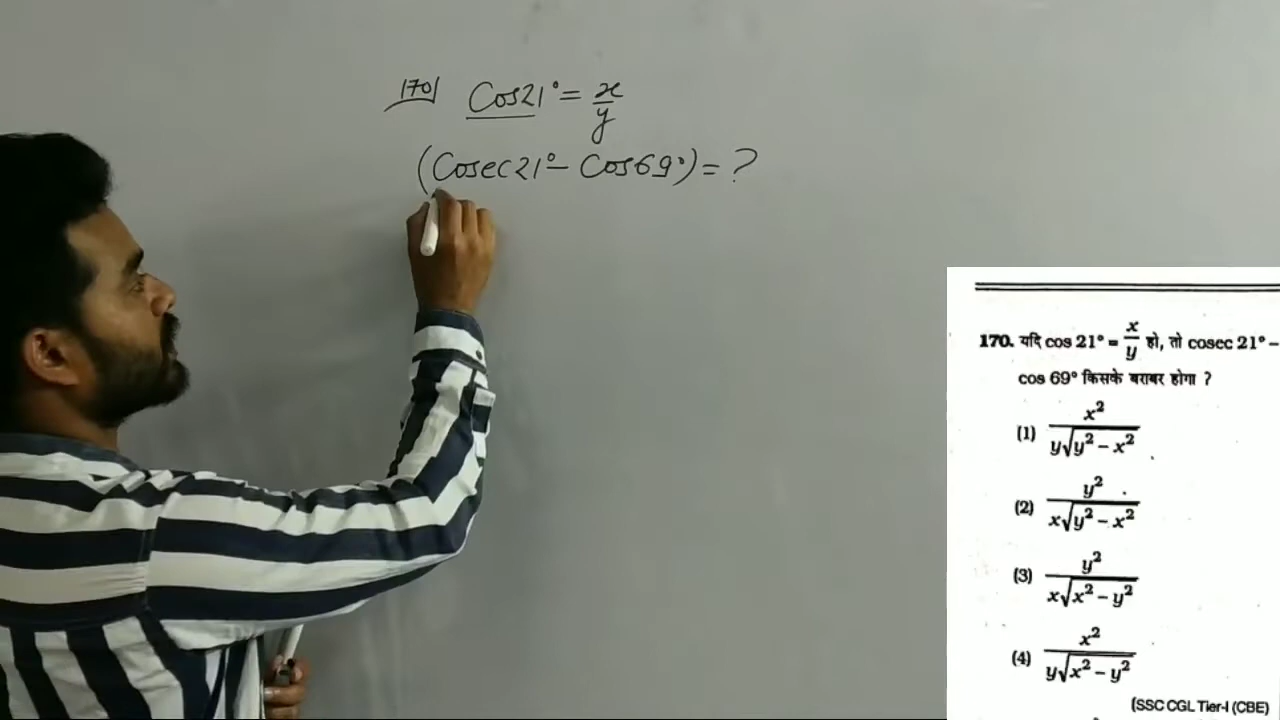 170) Cos21° = x/y
(Cosec21° - Cos69°) = ?
170. यदि cos 21° = x/y हो, तो cosec 21° -
cos 69° किसके बराबर होगा ?
(1) x²/y√y² - x²
(2) y²/x√y² - x²
(3) y²/x√x² - y²
(4) x²/y√x² - y²
[SSC CGL Tier-I (CBE)